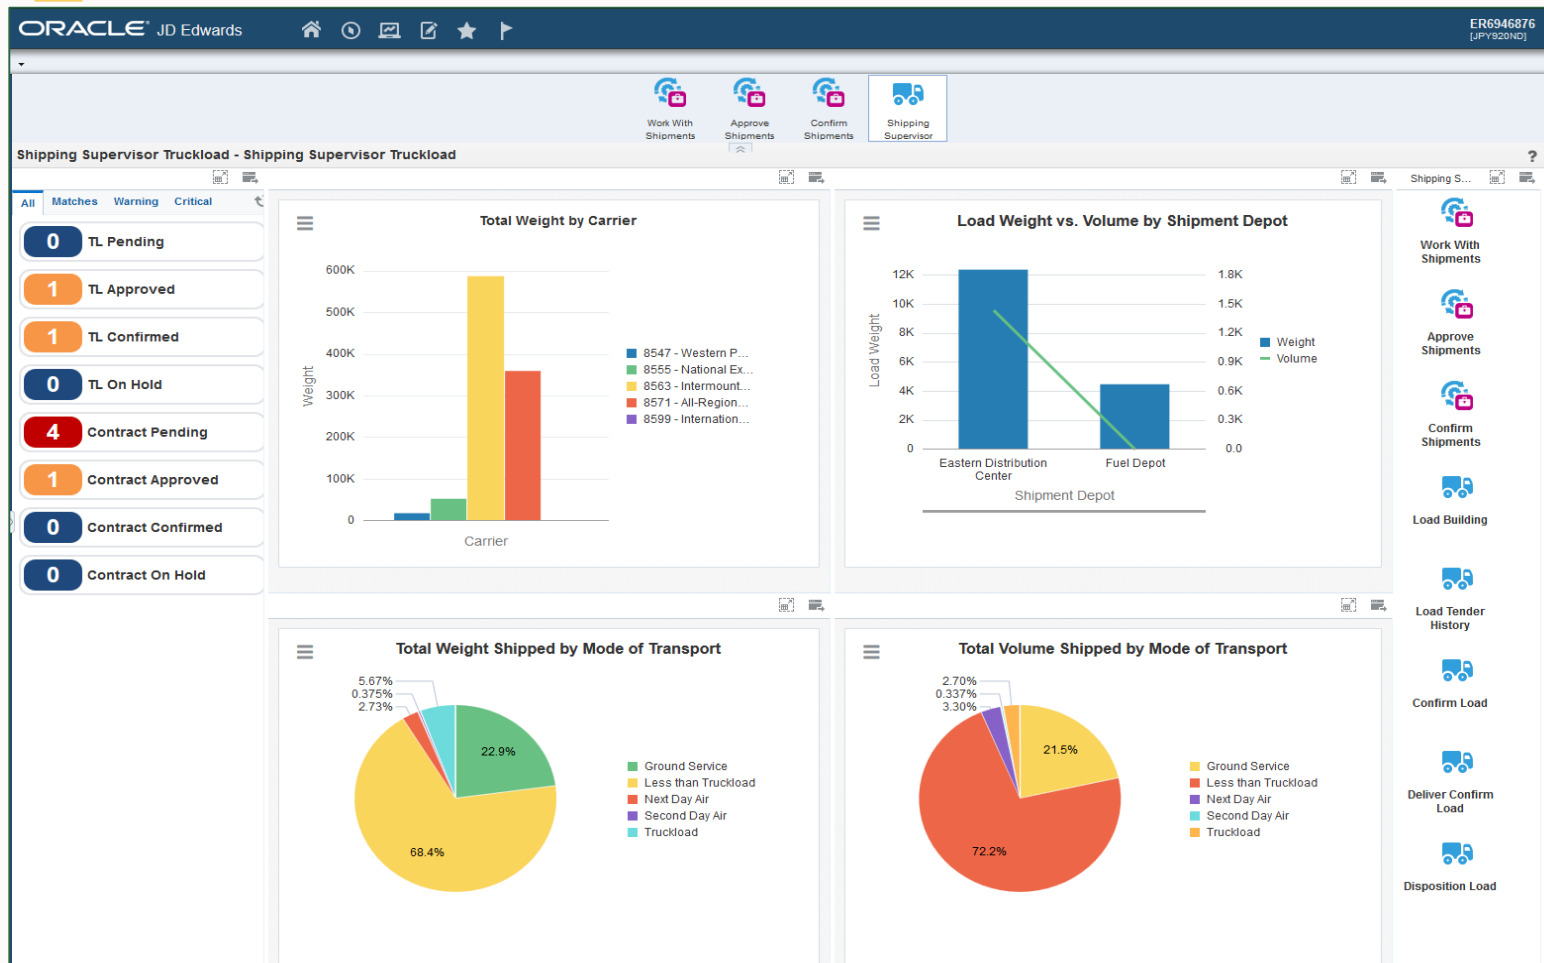 ORACLE JD Edwards
ER6946876
[JPY920ND]
Work With
Shipments
Approve
Shipments
Confirm
Shipments
Shipping
Supervisor
Shipping Supervisor Truckload - Shipping Supervisor Truckload
?
All Matches Warning Critical
0 TL Pending
1 TL Approved
1 TL Confirmed
0 TL On Hold
4 Contract Pending
1 Contract Approved
0 Contract Confirmed
0 Contract On Hold
Total Weight by Carrier
600K
500K
400K
300K
200K
100K
0
Weight
Carrier
8547 - Western P...
8555 - National Ex...
8563 - Intermount...
8571 - All-Region...
8599 - Internation...
Load Weight vs. Volume by Shipment Depot
12K
10K
8K
6K
4K
2K
0
Load Weight
1.8K
1.5K
1.2K
0.9K
0.6K
0.3K
0.0
Eastern Distribution
Center
Fuel Depot
Shipment Depot
Weight
Volume
Total Weight Shipped by Mode of Transport
5.67%
0.375%
2.73%
22.9%
68.4%
Ground Service
Less than Truckload
Next Day Air
Second Day Air
Truckload
Total Volume Shipped by Mode of Transport
2.70%
0.337%
3.30%
21.5%
72.2%
Ground Service
Less than Truckload
Next Day Air
Second Day Air
Truckload
Shipping S...
Work With
Shipments
Approve
Shipments
Confirm
Shipments
Load Building
Load Tender
History
Confirm Load
Deliver Confirm
Load
Disposition Load